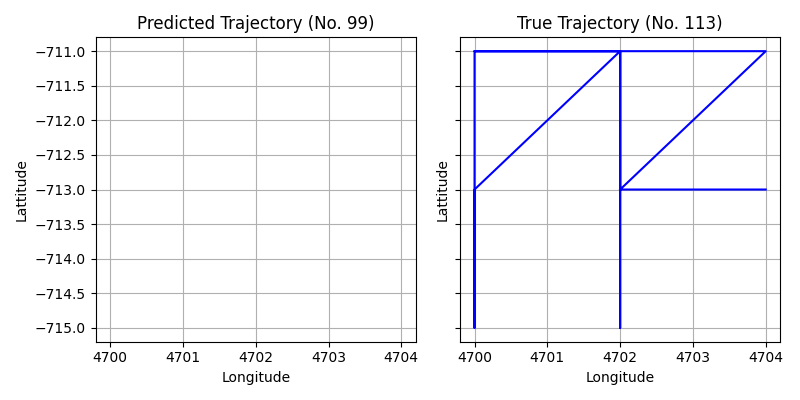 Predicted Trajectory (No. 99)
True Trajectory (No. 113)
−711.0
−711.5
−712.0
−712.5
−713.0
−713.5
−714.0
−714.5
−715.0
Lattitude
Lattitude
4700 4701 4702 4703 4704
4700 4701 4702 4703 4704
Longitude
Longitude